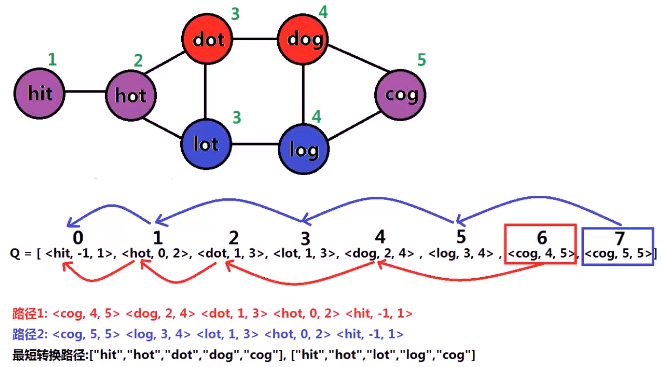 3
4
dot
dog
1
2
5
hit
hot
cog
3
4
lot
log
0 1 2 3 4 5 6 7
Q = [ <hit, -1, 1>, <hot, 0, 2>, <dot, 1, 3>, <lot, 1, 3>, <dog, 2, 4> , <log, 3, 4> , <cog, 4, 5>, <cog, 5, 5>]
路径1: <cog, 4, 5> <dog, 2, 4> <dot, 1, 3> <hot, 0, 2> <hit, -1, 1>
路径2: <cog, 5, 5> <log, 3, 4> <lot, 1, 3> <hot, 0, 2> <hit, -1, 1>
最短转换路径:["hit","hot","dot","dog","cog"], ["hit","hot","lot","log","cog"]